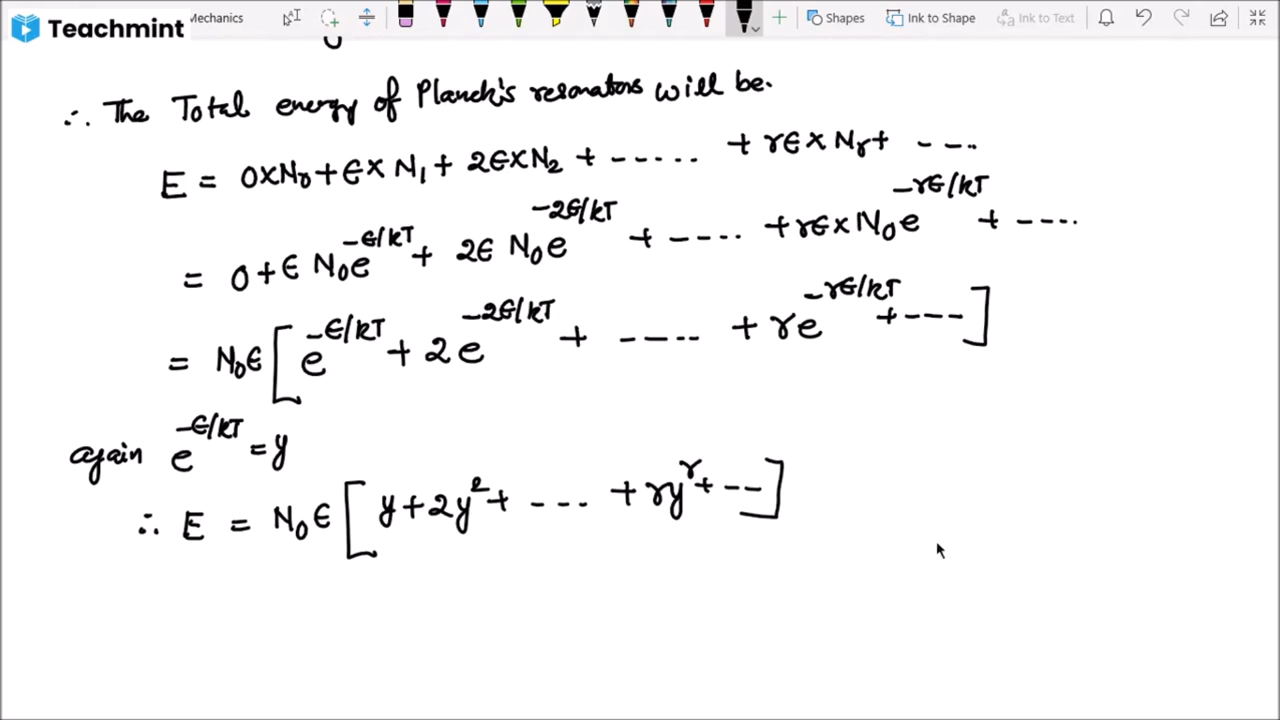 Mechanics
Shapes
Ink to Shape
Ink to Text
Teachmint
∴ The Total energy of Planck's resonators will be.
E = 0×N₀+ϵ×N₁+2ϵ×N₂+.....+rϵ×Nᵣ+----
= 0+ϵ N₀e^{-ϵ/kT}+2ϵ N₀e^{-2ϵ/kT}+----+rϵ×N₀e^{-rϵ/kT}+----
= N₀ϵ[e^{-ϵ/kT}+2e^{-2ϵ/kT}+----+re^{-rϵ/kT}+---]
again e^{-ϵ/kT}=y
∴ E = N₀ϵ[y+2y²+----+ry^r+--]